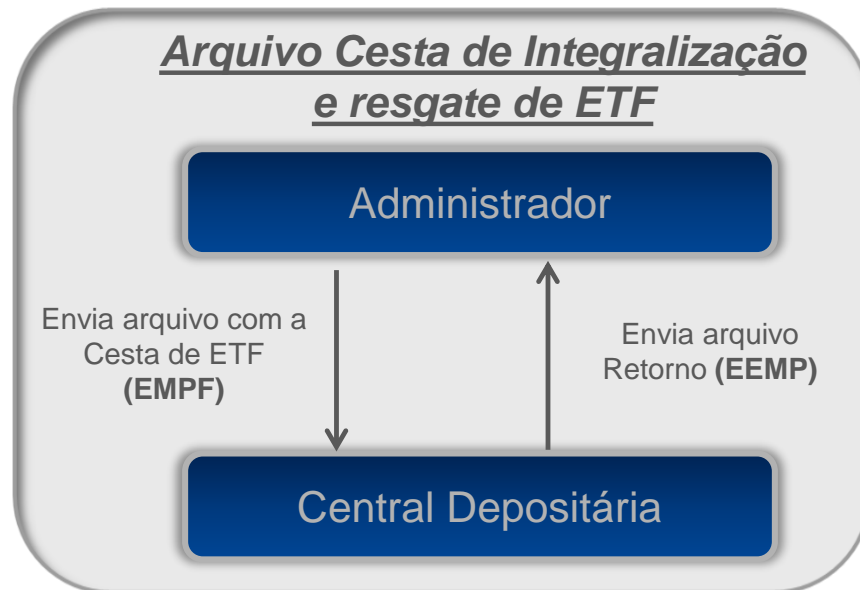 Arquivo Cesta de Integralização
e resgate de ETF
Administrador
Envia arquivo com a
Cesta de ETF
(EMPF)
Envia arquivo
Retorno (EEMP)
Central Depositária